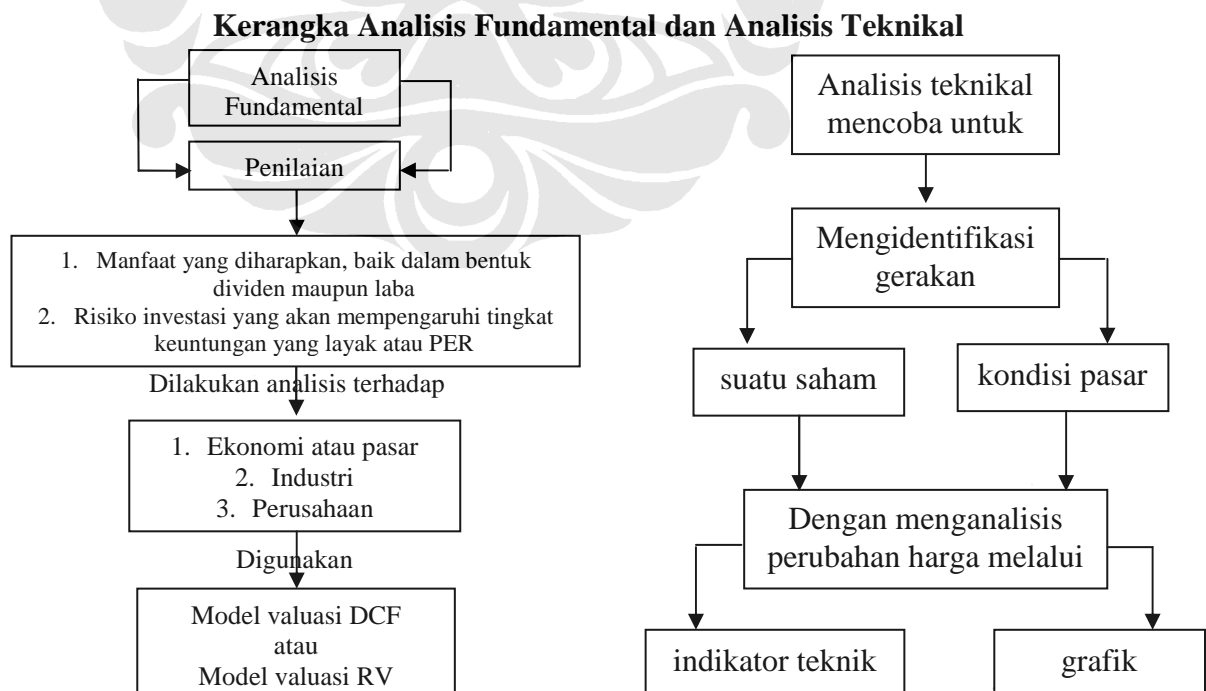 Kerangka Analisis Fundamental dan Analisis Teknikal
Analisis
Fundamental
Penilaian
1. Manfaat yang diharapkan, baik dalam bentuk
dividen maupun laba
2. Risiko investasi yang akan mempengaruhi tingkat
keuntungan yang layak atau PER
Dilakukan analisis terhadap
1. Ekonomi atau pasar
2. Industri
3. Perusahaan
Digunakan
Model valuasi DCF
atau
Model valuasi RV
Analisis teknikal
mencoba untuk
Mengidentifikasi
gerakan
suatu saham
kondisi pasar
Dengan menganalisis
perubahan harga melalui
indikator teknik
grafik